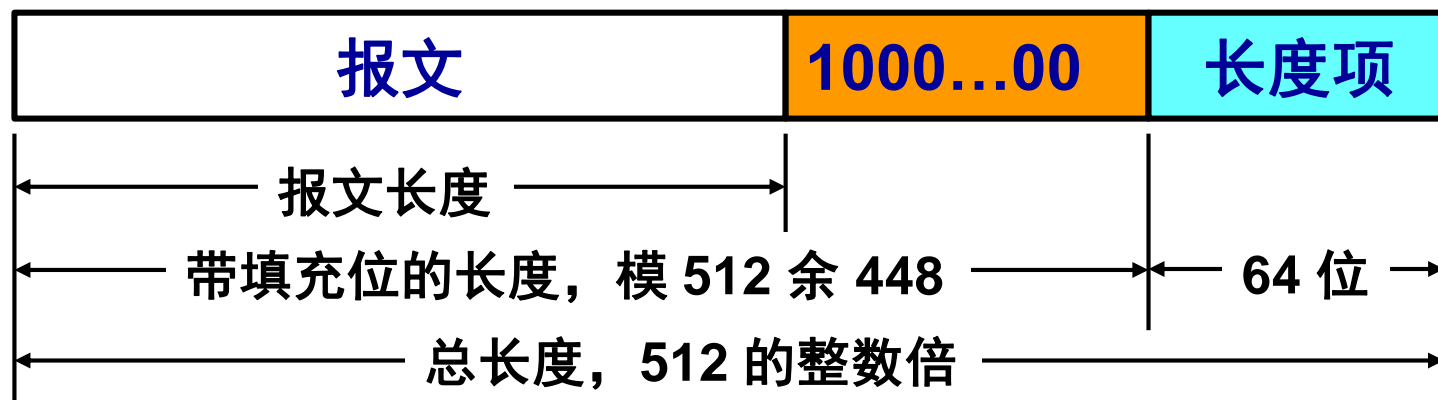 报文 1000…00 长度项
报文长度
带填充位的长度，模 512 余 448 64 位
总长度，512 的整数倍